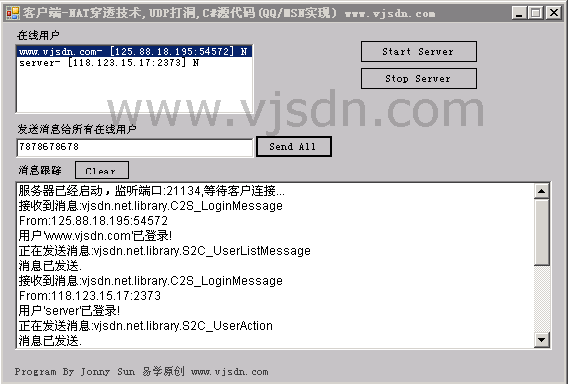 客户端-NAT穿透技术,UDP打洞,C#源代码(QQ/MSN实现) www.vjsdn.com
在线用户
www.vjsdn.com- [125.88.18.195:54572] N
server- [118.123.15.17:2373] N
Start Server
Stop Server
www.vjsdn.com
发送消息给所有在线用户
7878678678
Send All
消息跟踪
Clear
服务器已经启动，监听端口:21134,等待客户连接...
接收到消息:vjsdn.net.library.C2S_LoginMessage
From:125.88.18.195:54572
用户'www.vjsdn.com'已登录!
正在发送消息:vjsdn.net.library.S2C_UserListMessage
消息已发送.
接收到消息:vjsdn.net.library.C2S_LoginMessage
From:118.123.15.17:2373
用户'server'已登录!
正在发送消息:vjsdn.net.library.S2C_UserAction
消息已发送.
Program By Jonny Sun 易学原创 www.vjsdn.com